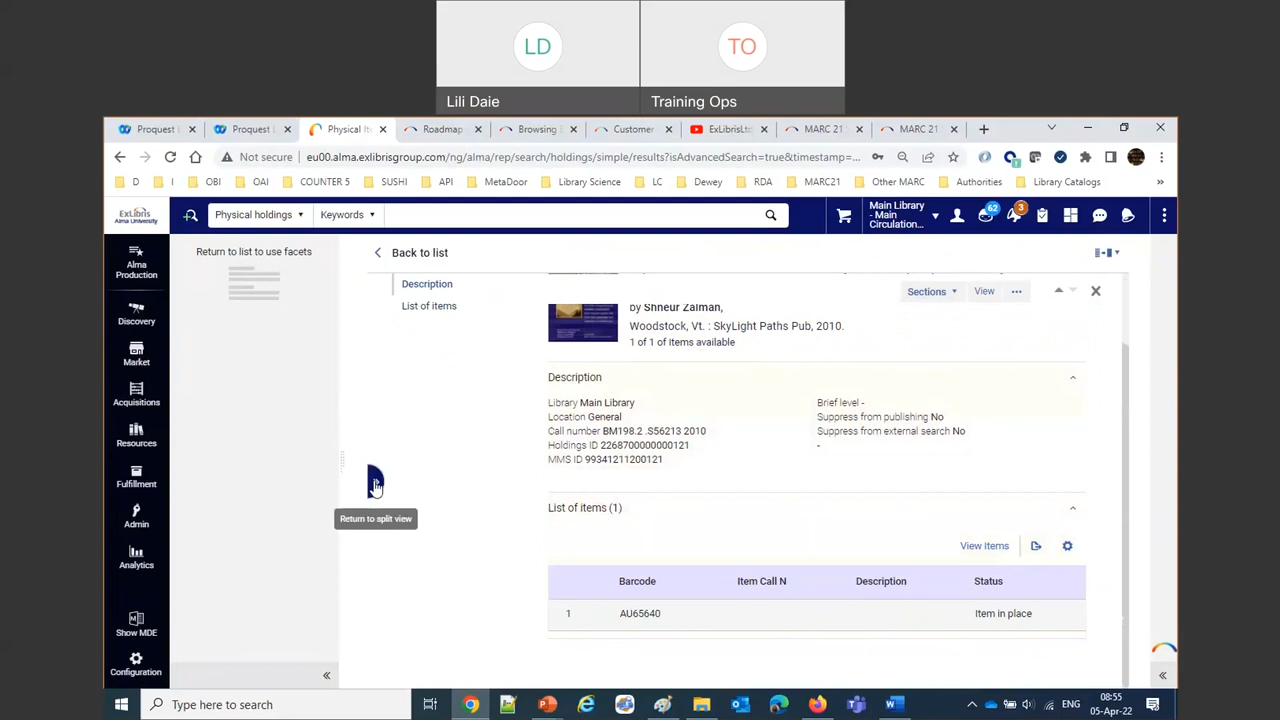 LD
TO
Lili Daie
Training Ops
Proquest L
Proquest L
Physical Ite
Roadmap
Browsing E
Customer
ExLibrisLtd
MARC 21
MARC 21
Not secure
eu00.alma.exlibrisgroup.com/ng/alma/rep/search/holdings/simple/results?isAdvancedSearch=true&timestamp=...
D
I
OBI
OAI
COUNTER 5
SUSHI
API
MetaDoor
Library Science
LC
Dewey
RDA
MARC21
Other MARC
Authorities
Library Catalogs
ExLibris
Alma University
Physical holdings
Keywords
Main Library
- Main
Circulation...
62
3
Alma
Production
Discovery
Market
Acquisitions
Resources
Fulfillment
Admin
Analytics
Show MDE
Configuration
Return to list to use facets
Back to list
Description
List of items
Sections
View
by Shneur Zalman,
Woodstock, Vt. : SkyLight Paths Pub, 2010.
1 of 1 of items available
Description
Library Main Library
Location General
Call number BM198.2 .S56213 2010
Holdings ID 2268700000000121
MMS ID 99341211200121
Brief level -
Suppress from publishing No
Suppress from external search No
-
Return to split view
List of items (1)
View Items
Barcode
Item Call N
Description
Status
1
AU65640
Item in place
Type here to search
ENG
08:55
05-Apr-22